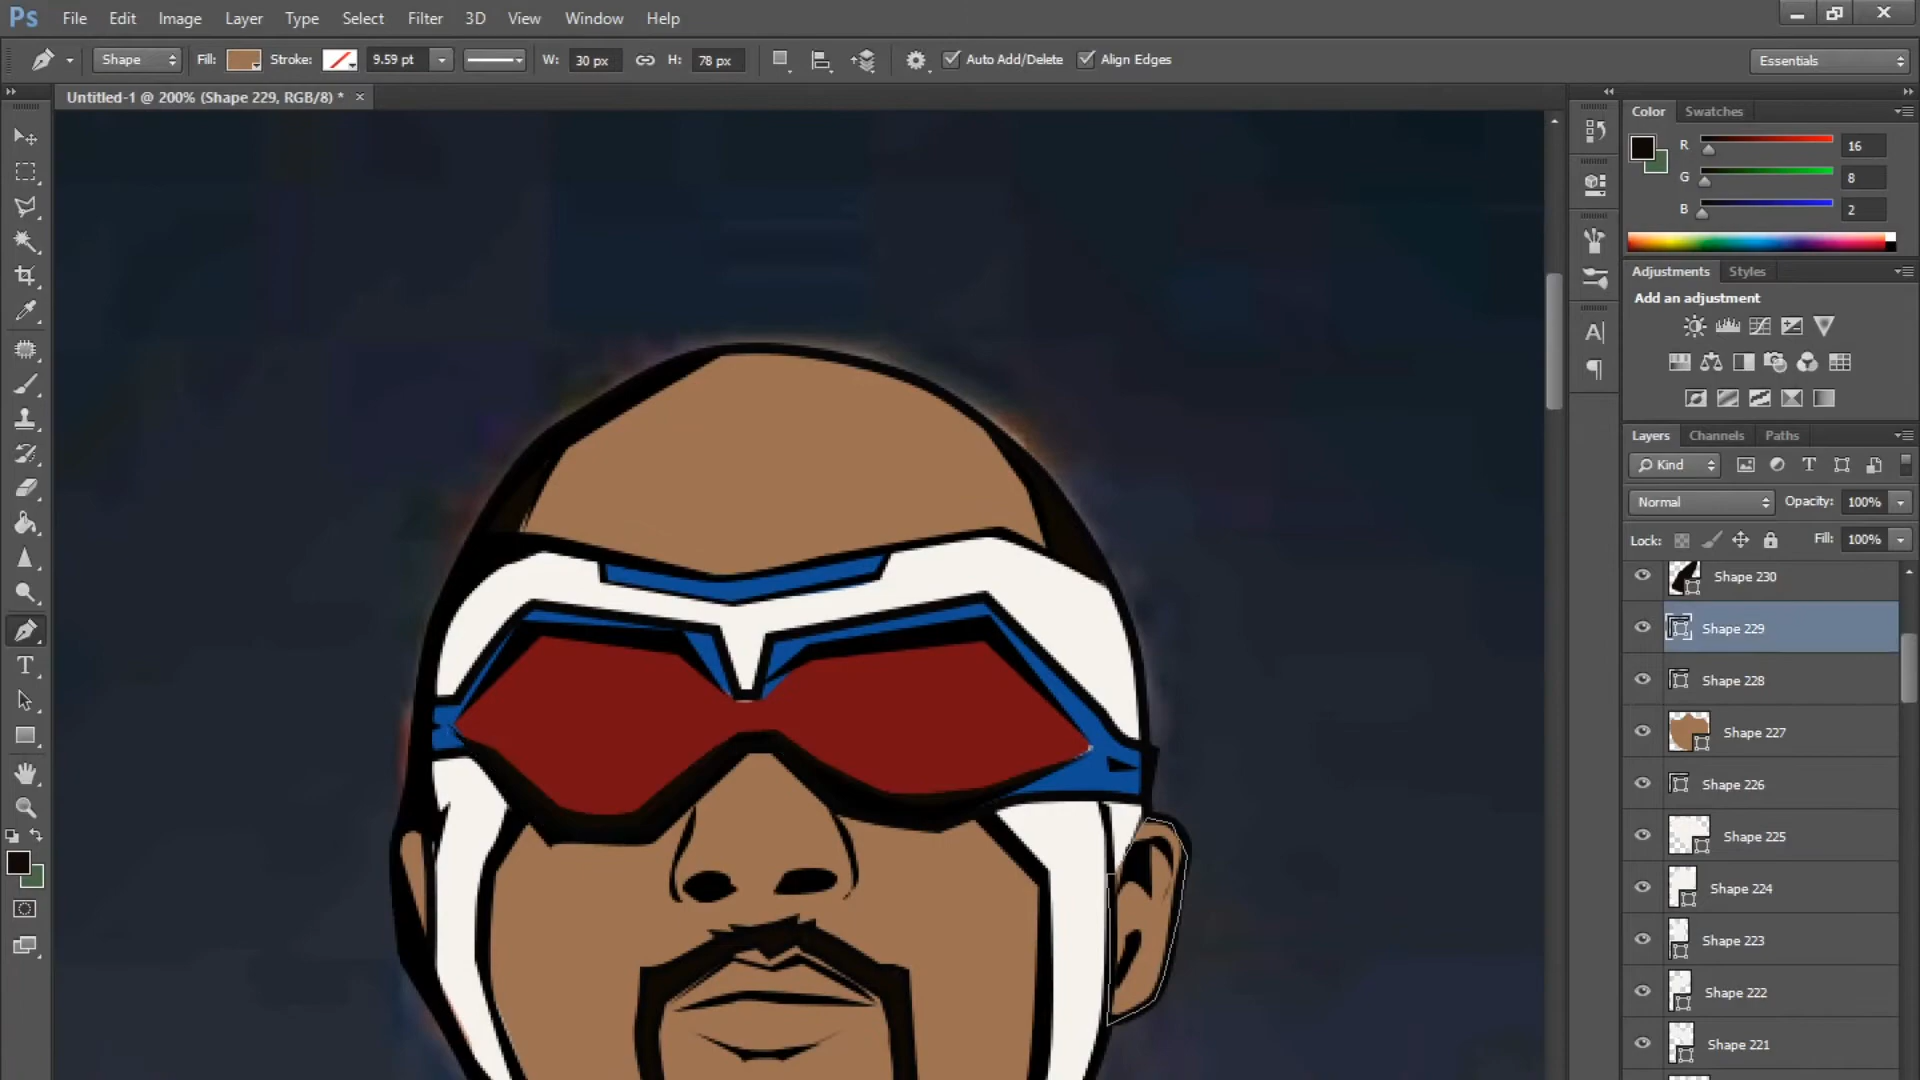 Ps File Edit Image Layer Type Select Filter 3D View Window Help
Shape Fill: Stroke: 9.59 pt W: 30 px H: 78 px Auto Add/Delete Align Edges Essentials
Untitled-1 @ 200% (Shape 229, RGB/8) * ×
Color Swatches
R 16
G 8
B 2
Adjustments Styles
Add an adjustment
Layers Channels Paths
Kind
Normal Opacity: 100%
Lock: Fill: 100%
Shape 230
Shape 229
Shape 228
Shape 227
Shape 226
Shape 225
Shape 224
Shape 223
Shape 222
Shape 221